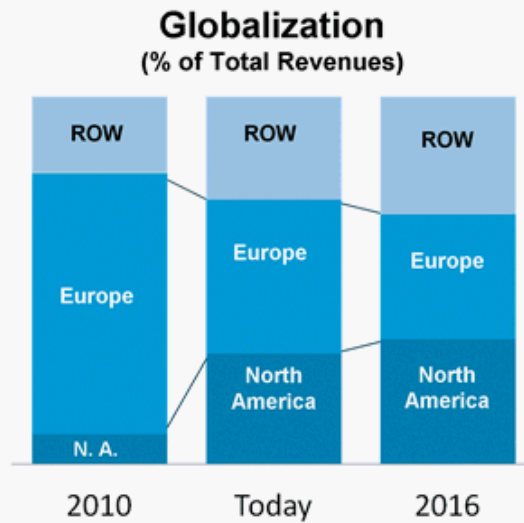 Globalization
(% of Total Revenues)
ROW
ROW
ROW
Europe
Europe
Europe
N. A.
North
America
North
America
2010
Today
2016